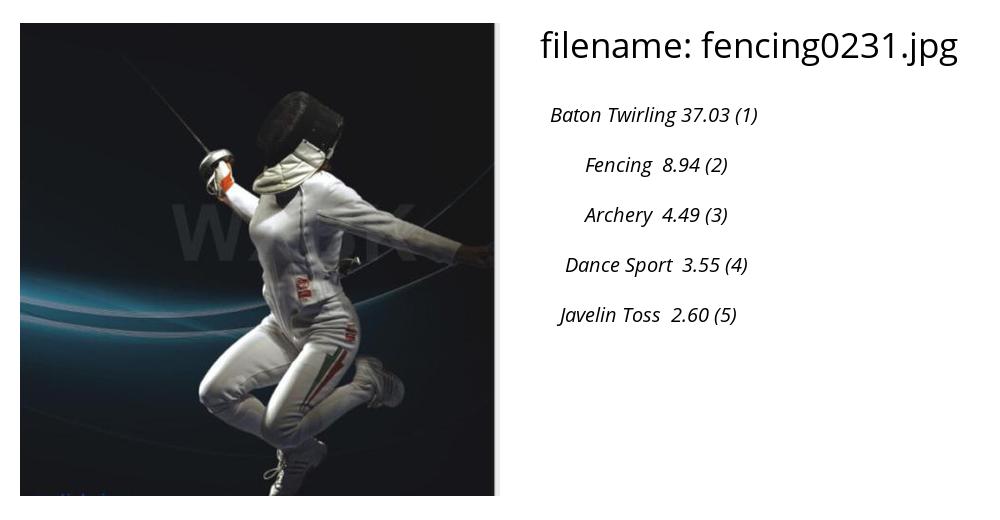 filename: fencing0231.jpg
Baton Twirling 37.03 (1)
Fencing 8.94 (2)
Archery 4.49 (3)
Dance Sport 3.55 (4)
Javelin Toss 2.60 (5)